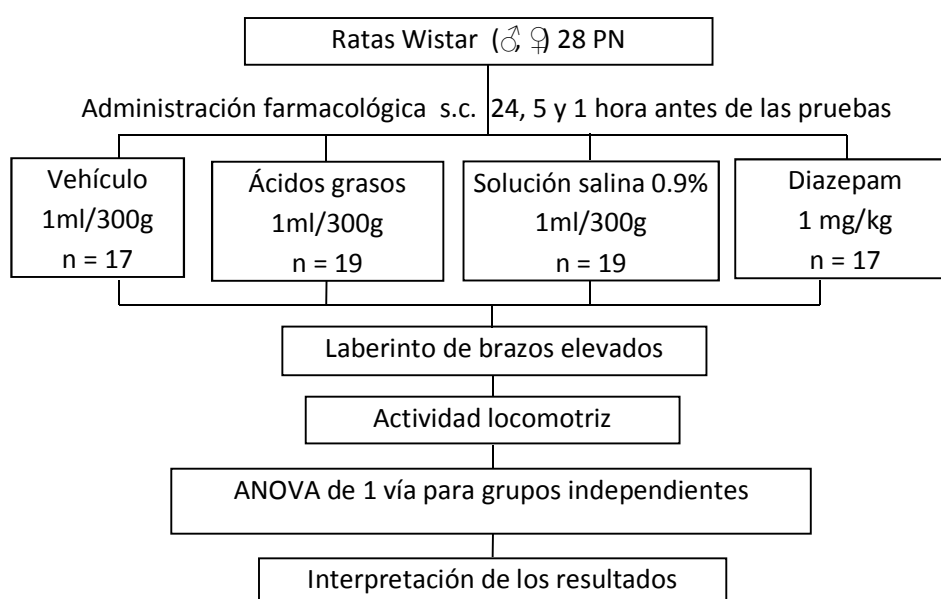 Ratas Wistar (♂, ♀) 28 PN
Administración farmacológica s.c. 24, 5 y 1 hora antes de las pruebas
Vehículo
1ml/300g
n = 17
Ácidos grasos
1ml/300g
n = 19
Solución salina 0.9%
1ml/300g
n = 19
Diazepam
1 mg/kg
n = 17
Laberinto de brazos elevados
Actividad locomotriz
ANOVA de 1 vía para grupos independientes
Interpretación de los resultados